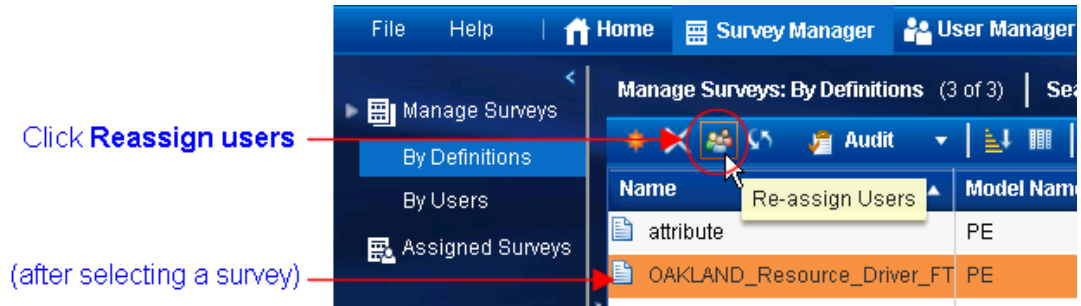 File Help Home Survey Manager User Manager
Manage Surveys: By Definitions (3 of 3) Sea
Manage Surveys
Click Reassign users
Audit
By Definitions
Name Re-assign Users Model Name
By Users
attribute PE
Assigned Surveys
(after selecting a survey)
OAKLAND_Resource_Driver_FT PE